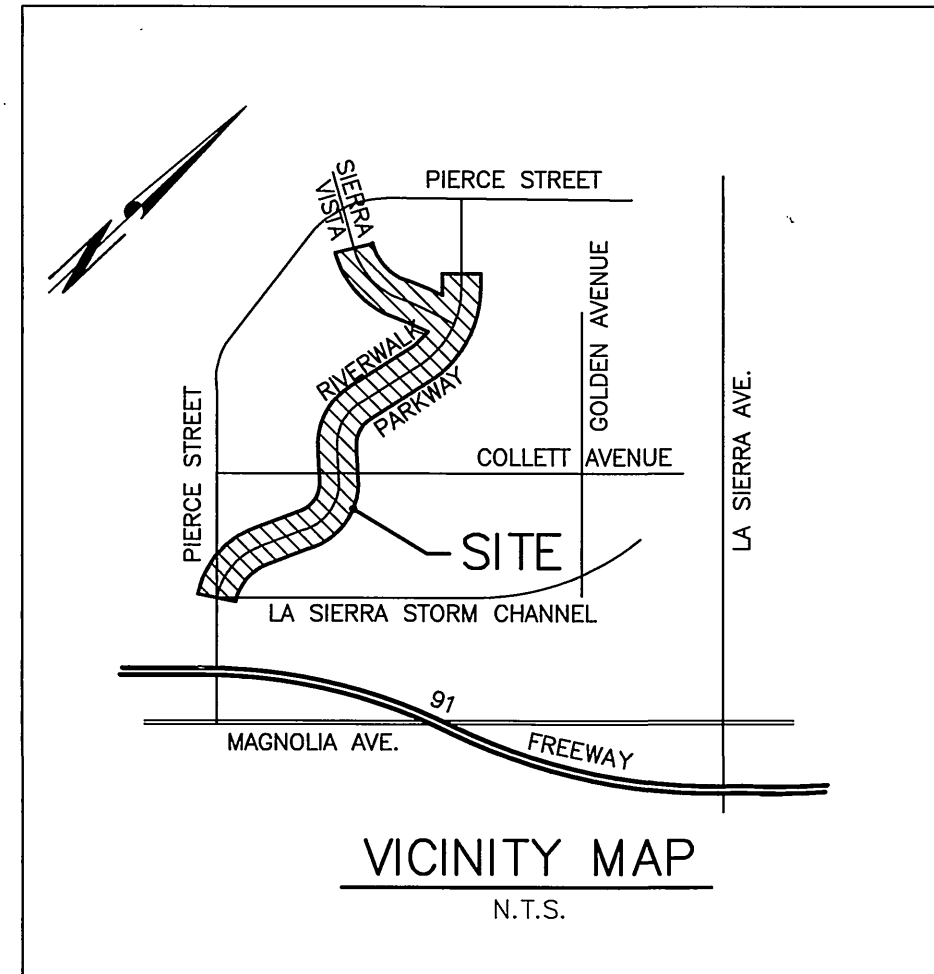 SIERRA
VISTA
PIERCE STREET
GOLDEN AVENUE
RIVERWALK
PARKWAY
PIERCE STREET
COLLETT AVENUE
LA SIERRA AVE.
SITE
LA SIERRA STORM CHANNEL
91
MAGNOLIA AVE.
FREEWAY
VICINITY MAP
N.T.S.